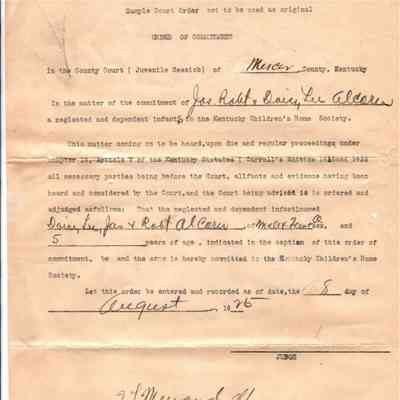 Sample Court Order not to be used as original
ORDER OF COMMITMENT
In the County Court ( Juvenile Session) of Mercer County, Kentucky
In the matter of the commitment of Jas Robt & Daisy Lee Alcorn
a neglected and dependent infants to the Kentucky Children's Home Society.
This matter coming on to be heard, upon due and regular proceedings under
chapter 18, Article V of the Kentucky Statutes ( Carroll's Edition
all necessary parties being before the Court, all facts and evidence having been
heard and considered by the Court, and the Court being advised it is ordered and
adjudged as follows: That the neglected and dependent infant named
Daisy Lee, Jas & Robt Alcorn and
5 years of age , indicated in the caption of this order of
commitment, be and the same is hereby committed to the Kentucky Children's Home
Society.
Let this order be entered and recorded as of date, the 8 day of
August 1925
JUDGE